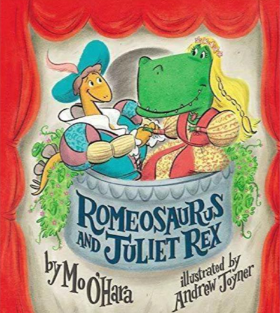 ROMEOSAURUS
AND JULIET REX
by Mo O'Hara
illustrated by
Andrew Joyner